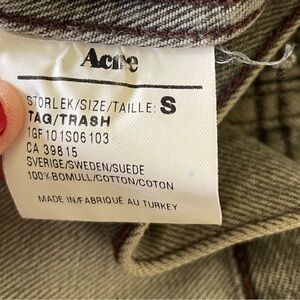 Acne
STORLEK/SIZE/TAILLE: S
TAG/TRASH
1GF101S06103
CA 39815
SVERIGE/SWEDEN/SUEDE
100% BOMULL/COTTON/COTON
MADE IN/FABRIQUÉ AU TURKEY